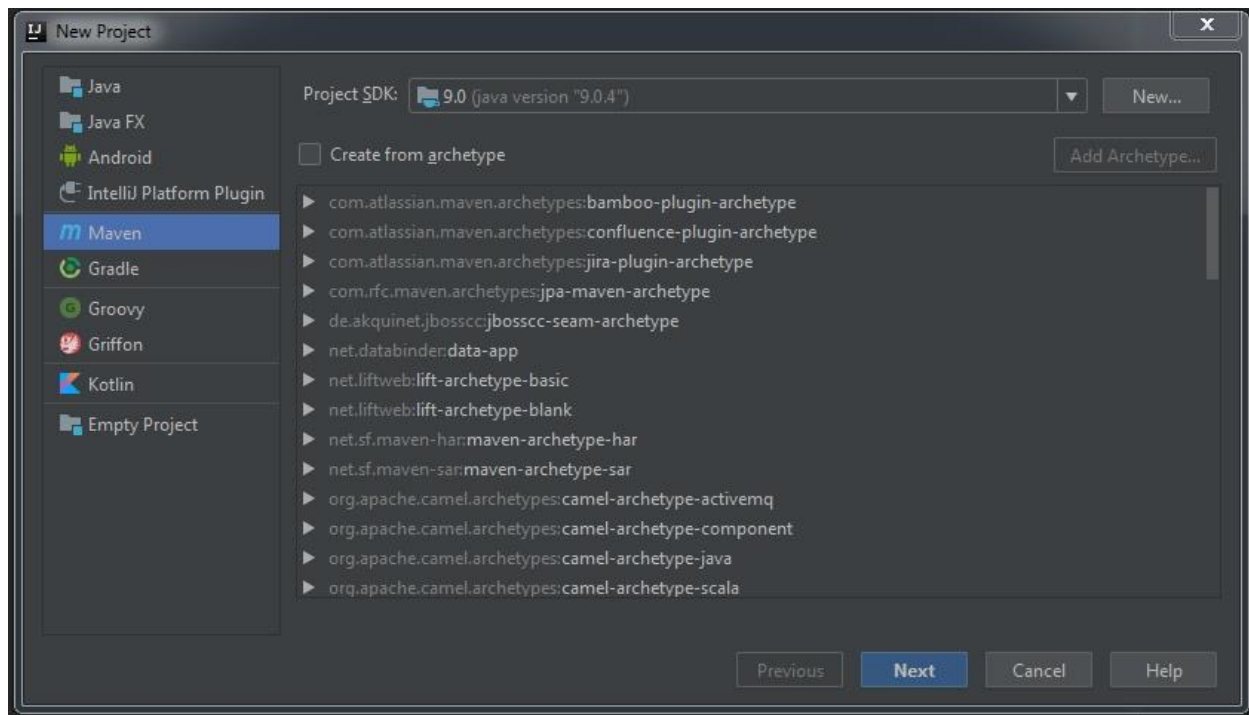 New Project
Java
Java FX
Android
IntelliJ Platform Plugin
Maven
Gradle
Groovy
Griffon
Kotlin
Empty Project
Project SDK: 9.0 (java version "9.0.4") New...
Create from archetype Add Archetype...
com.atlassian.maven.archetypes:bamboo-plugin-archetype
com.atlassian.maven.archetypes:confluence-plugin-archetype
com.atlassian.maven.archetypes:jira-plugin-archetype
com.rfc.maven.archetypes:jpa-maven-archetype
de.akquinet.jbosscc:jbosscc-seam-archetype
net.databinder:data-app
net.liftweb:lift-archetype-basic
net.liftweb:lift-archetype-blank
net.sf.maven-har:maven-archetype-har
net.sf.maven-sar:maven-archetype-sar
org.apache.camel.archetypes:camel-archetype-activemq
org.apache.camel.archetypes:camel-archetype-component
org.apache.camel.archetypes:camel-archetype-java
org.apache.camel.archetypes:camel-archetype-scala
Previous Next Cancel Help